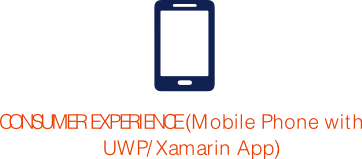 CONSUMER EXPERIENCE (Mobile Phone with
UWP/Xamarin App)